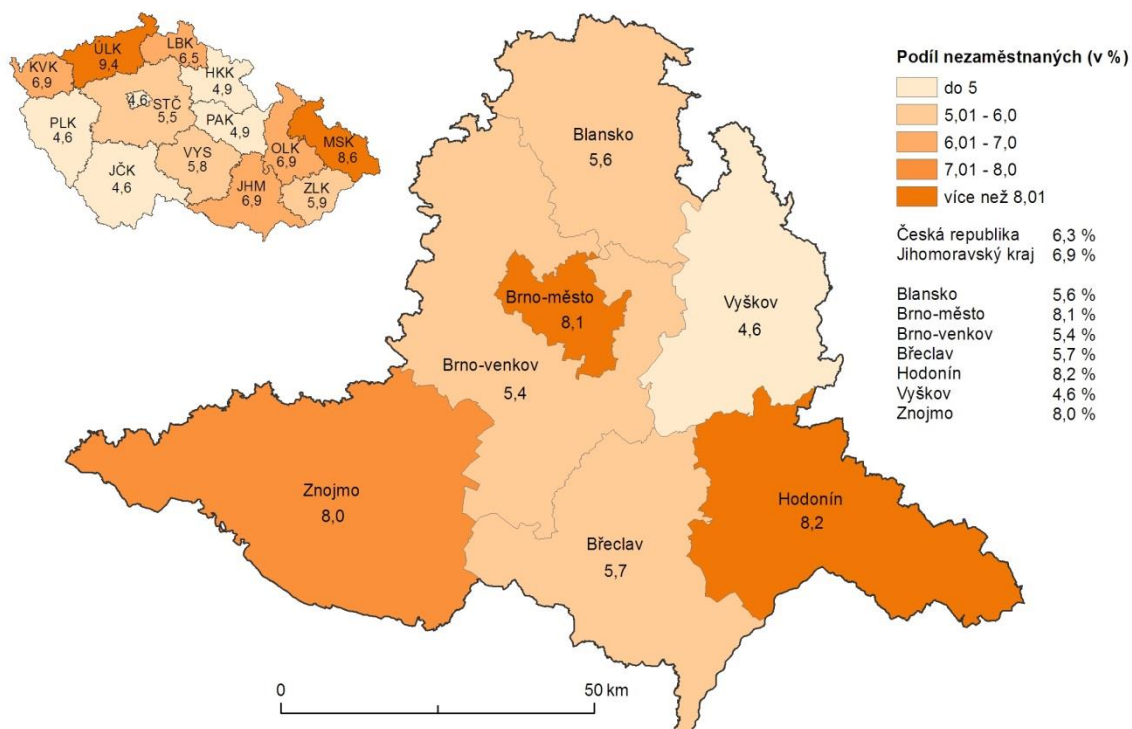 ÚLK
9,4
LBK
6,5
KVK
6,9
HKK
4,9
4,6
STČ
5,5
PLK
4,6
PAK
4,9
MSK
8,6
OLK
6,9
VYS
5,8
JČK
4,6
JHM
6,9
ZLK
5,9
Podíl nezaměstnaných (v %)
do 5
5,01 - 6,0
6,01 - 7,0
7,01 - 8,0
více než 8,01
Česká republika 6,3 %
Jihomoravský kraj 6,9 %
Blansko 5,6 %
Brno-město 8,1 %
Brno-venkov 5,4 %
Břeclav 5,7 %
Hodonín 8,2 %
Vyškov 4,6 %
Znojmo 8,0 %
Blansko
5,6
Brno-město
8,1
Vyškov
4,6
Brno-venkov
5,4
Znojmo
8,0
Hodonín
8,2
Břeclav
5,7
0 50 km